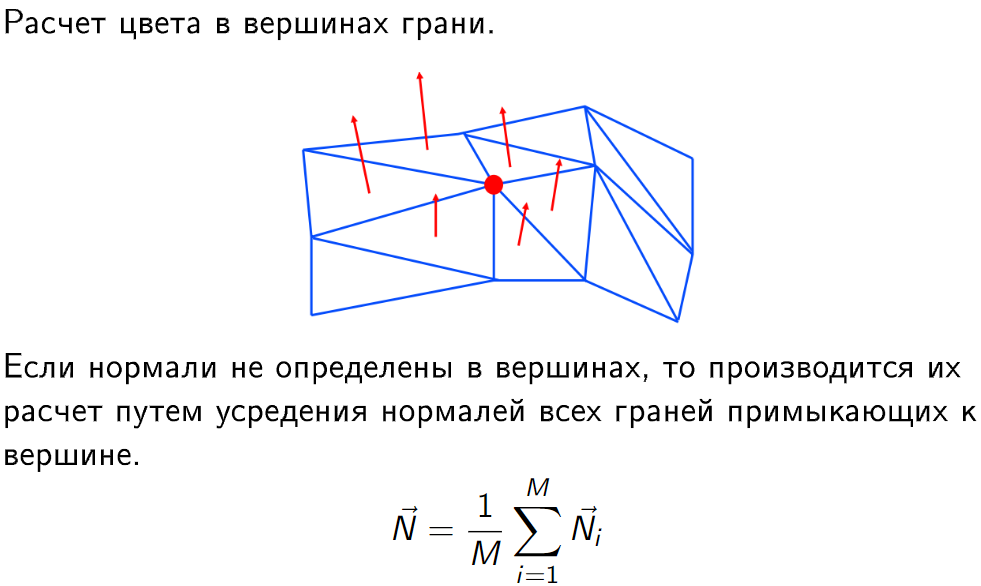 Расчет цвета в вершинах грани.
Если нормали не определены в вершинах, то производится их
расчет путем усредения нормалей всех граней примыкающих к
вершине.
$\vec{N} = \frac{1}{M} \sum_{i=1}^{M} \vec{N}_i$